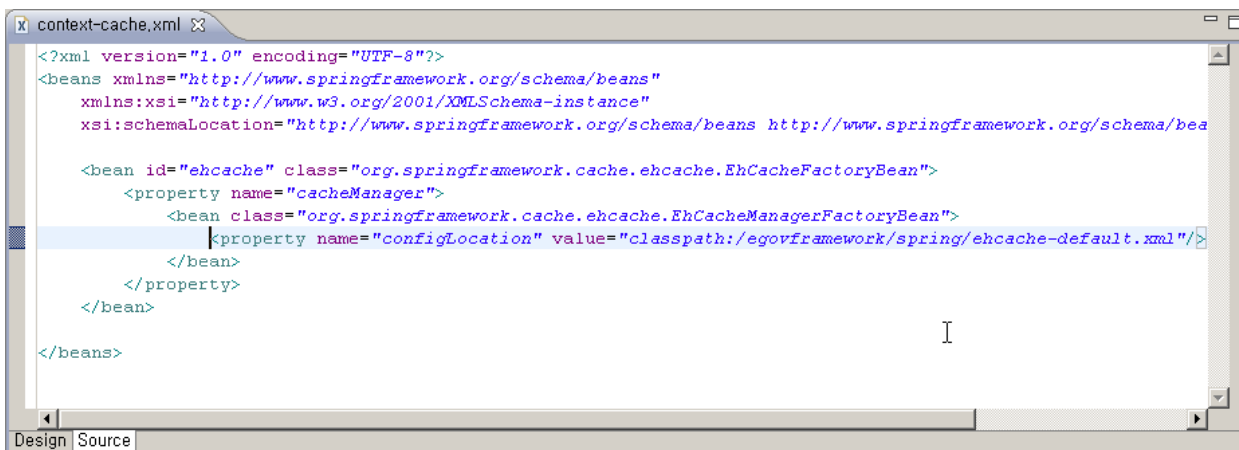 context-cache.xml
<?xml version="1.0" encoding="UTF-8"?>
<beans xmlns="http://www.springframework.org/schema/beans"
xmlns:xsi="http://www.w3.org/2001/XMLSchema-instance"
xsi:schemaLocation="http://www.springframework.org/schema/beans http://www.springframework.org/schema/bea
<bean id="ehcache" class="org.springframework.cache.ehcache.EhCacheFactoryBean">
<property name="cacheManager">
<bean class="org.springframework.cache.ehcache.EhCacheManagerFactoryBean">
<property name="configLocation" value="classpath:/egovframework/spring/ehcache-default.xml"/>
</bean>
</property>
</bean>
</beans>
Design Source